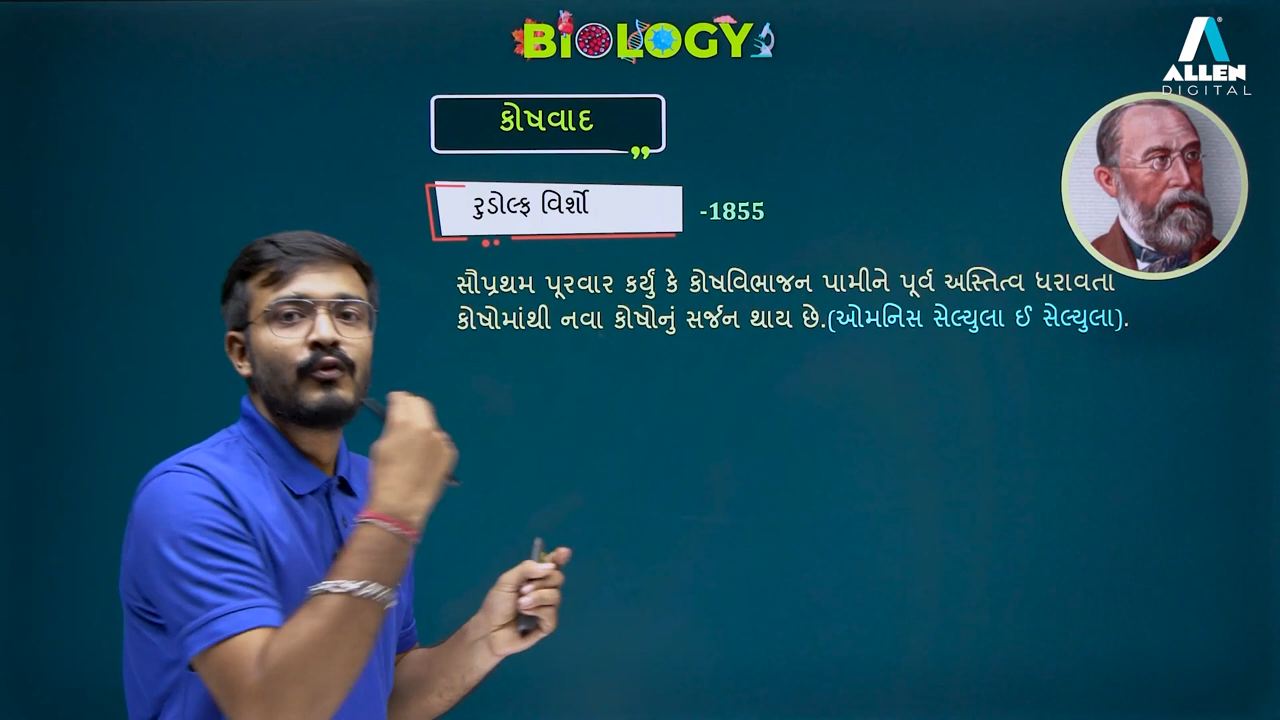 BIOLOGY
ALLEN
DIGITAL
કોષવાદ
રુડોલ્ફ વિર્શો
-1855
સૌપ્રથમ પૂરવાર કર્યું કે કોષવિભાજન પામીને પૂર્વ અસ્તિત્વ ધરાવતા
કોષોમાંથી નવા કોષોનું સર્જન થાય છે.(ઓમનિસ સેલ્યુલા ઈ સેલ્યુલા).